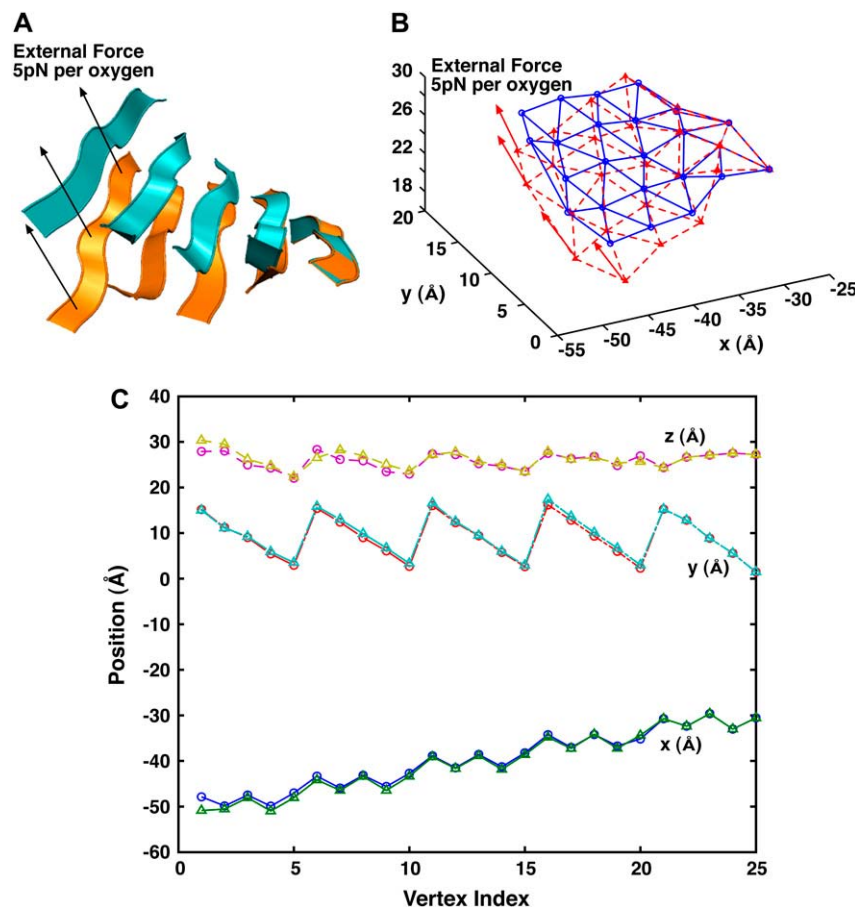 A
External Force
5pN per oxygen
B
External Force
5pN per oxygen
30
26
22
18
20
15
10
5
0
y (Å)
-25
-30
-35
-40
-45
-50
-55
x (Å)
C
40
30
20
10
0
-10
-20
-30
-40
-50
-60
Position (Å)
z (Å)
y (Å)
x (Å)
0 5 10 15 20 25
Vertex Index